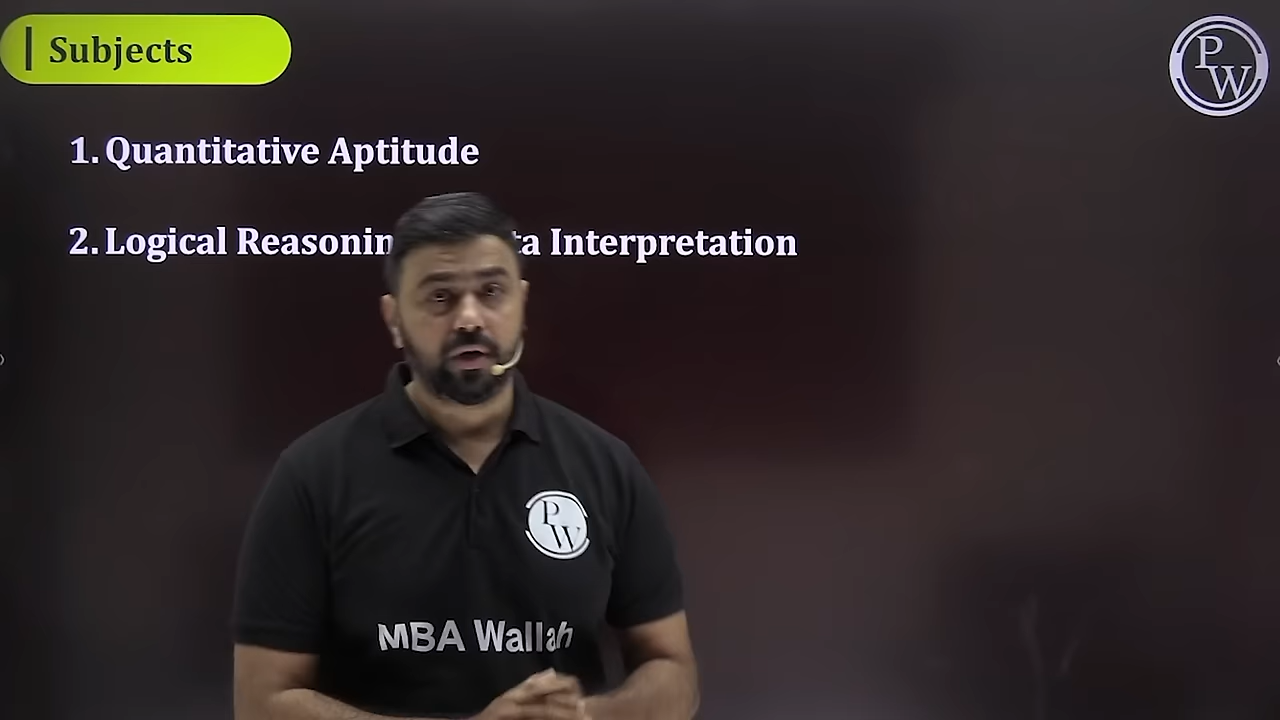 Subjects
PW
1. Quantitative Aptitude
2. Logical Reasonin ta Interpretation
PW
MBA Wallah